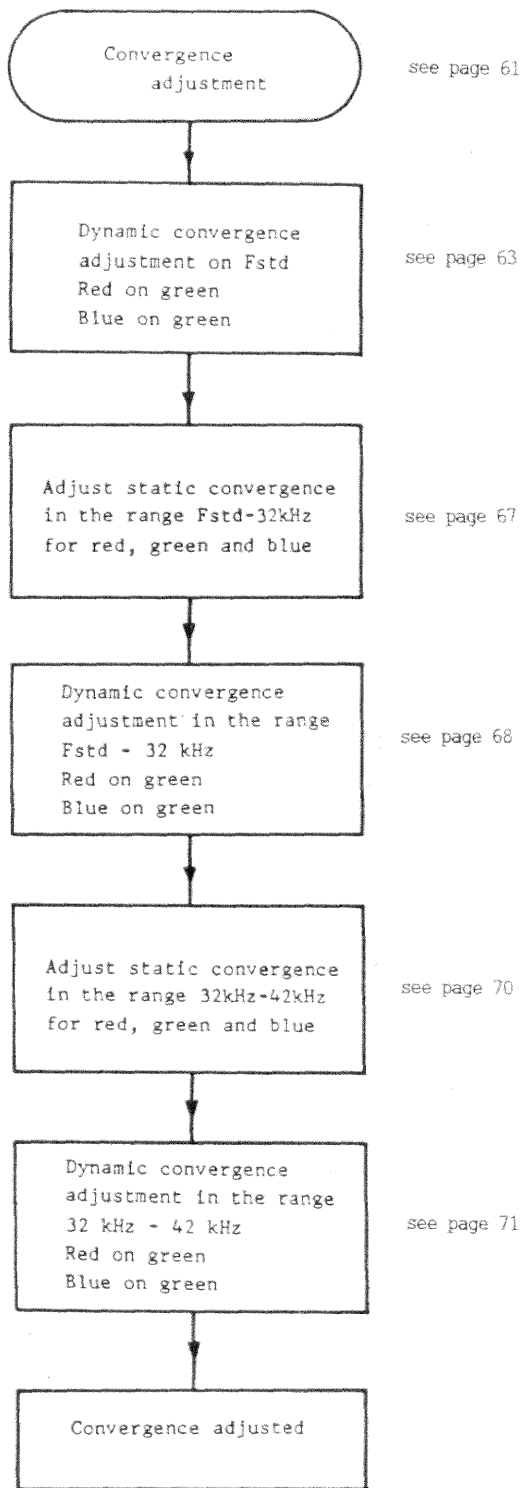 Convergence
adjustment
see page 61
Dynamic convergence
adjustment on Fstd
Red on green
Blue on green
see page 63
Adjust static convergence
in the range Fstd-32kHz
for red, green and blue
see page 67
Dynamic convergence
adjustment in the range
Fstd - 32 kHz
Red on green
Blue on green
see page 68
Adjust static convergence
in the range 32kHz-42kHz
for red, green and blue
see page 70
Dynamic convergence
adjustment in the range
32 kHz - 42 kHz
Red on green
Blue on green
see page 71
Convergence adjusted